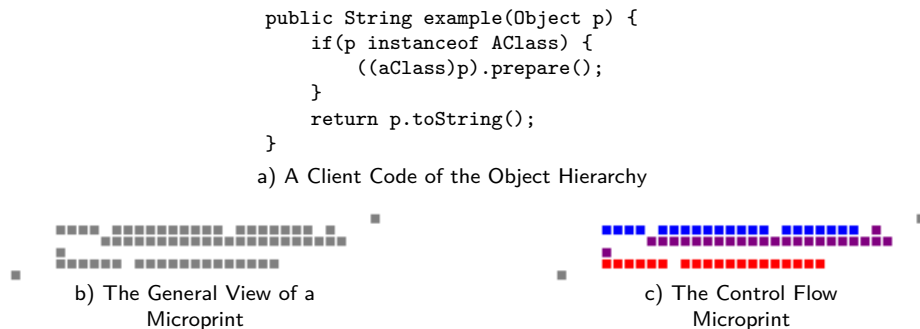 public String example(Object p) {
if(p instanceof AClass) {
((aClass)p).prepare();
}
return p.toString();
}
a) A Client Code of the Object Hierarchy
b) The General View of a
Microprint
c) The Control Flow
Microprint